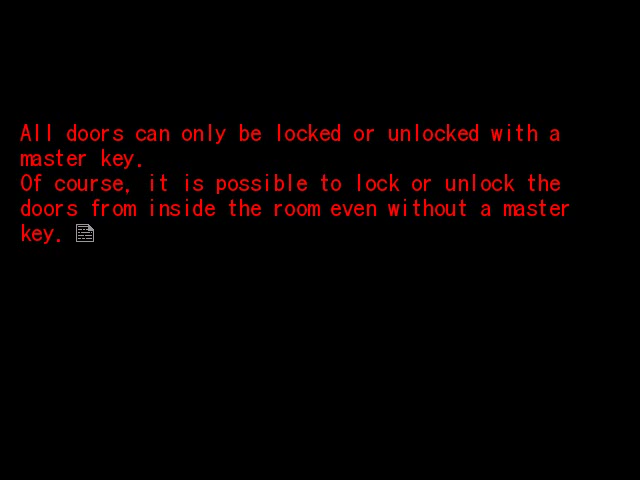 All doors can only be locked or unlocked with a
master key.
Of course, it is possible to lock or unlock the
doors from inside the room even without a master
key.